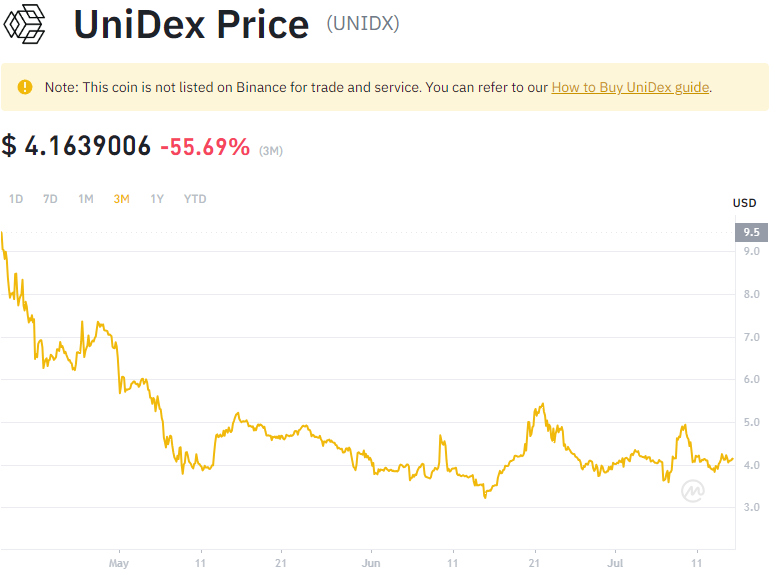 UniDex Price (UNIDX)
Note: This coin is not listed on Binance for trade and service. You can refer to our How to Buy UniDex guide.
$ 4.1639006 -55.69% (3M)
1D 7D 1M 3M 1Y YTD
USD
9.5
9.0
8.0
7.0
6.0
5.0
4.0
3.0
May 11 21 Jun 11 21 Jul 11